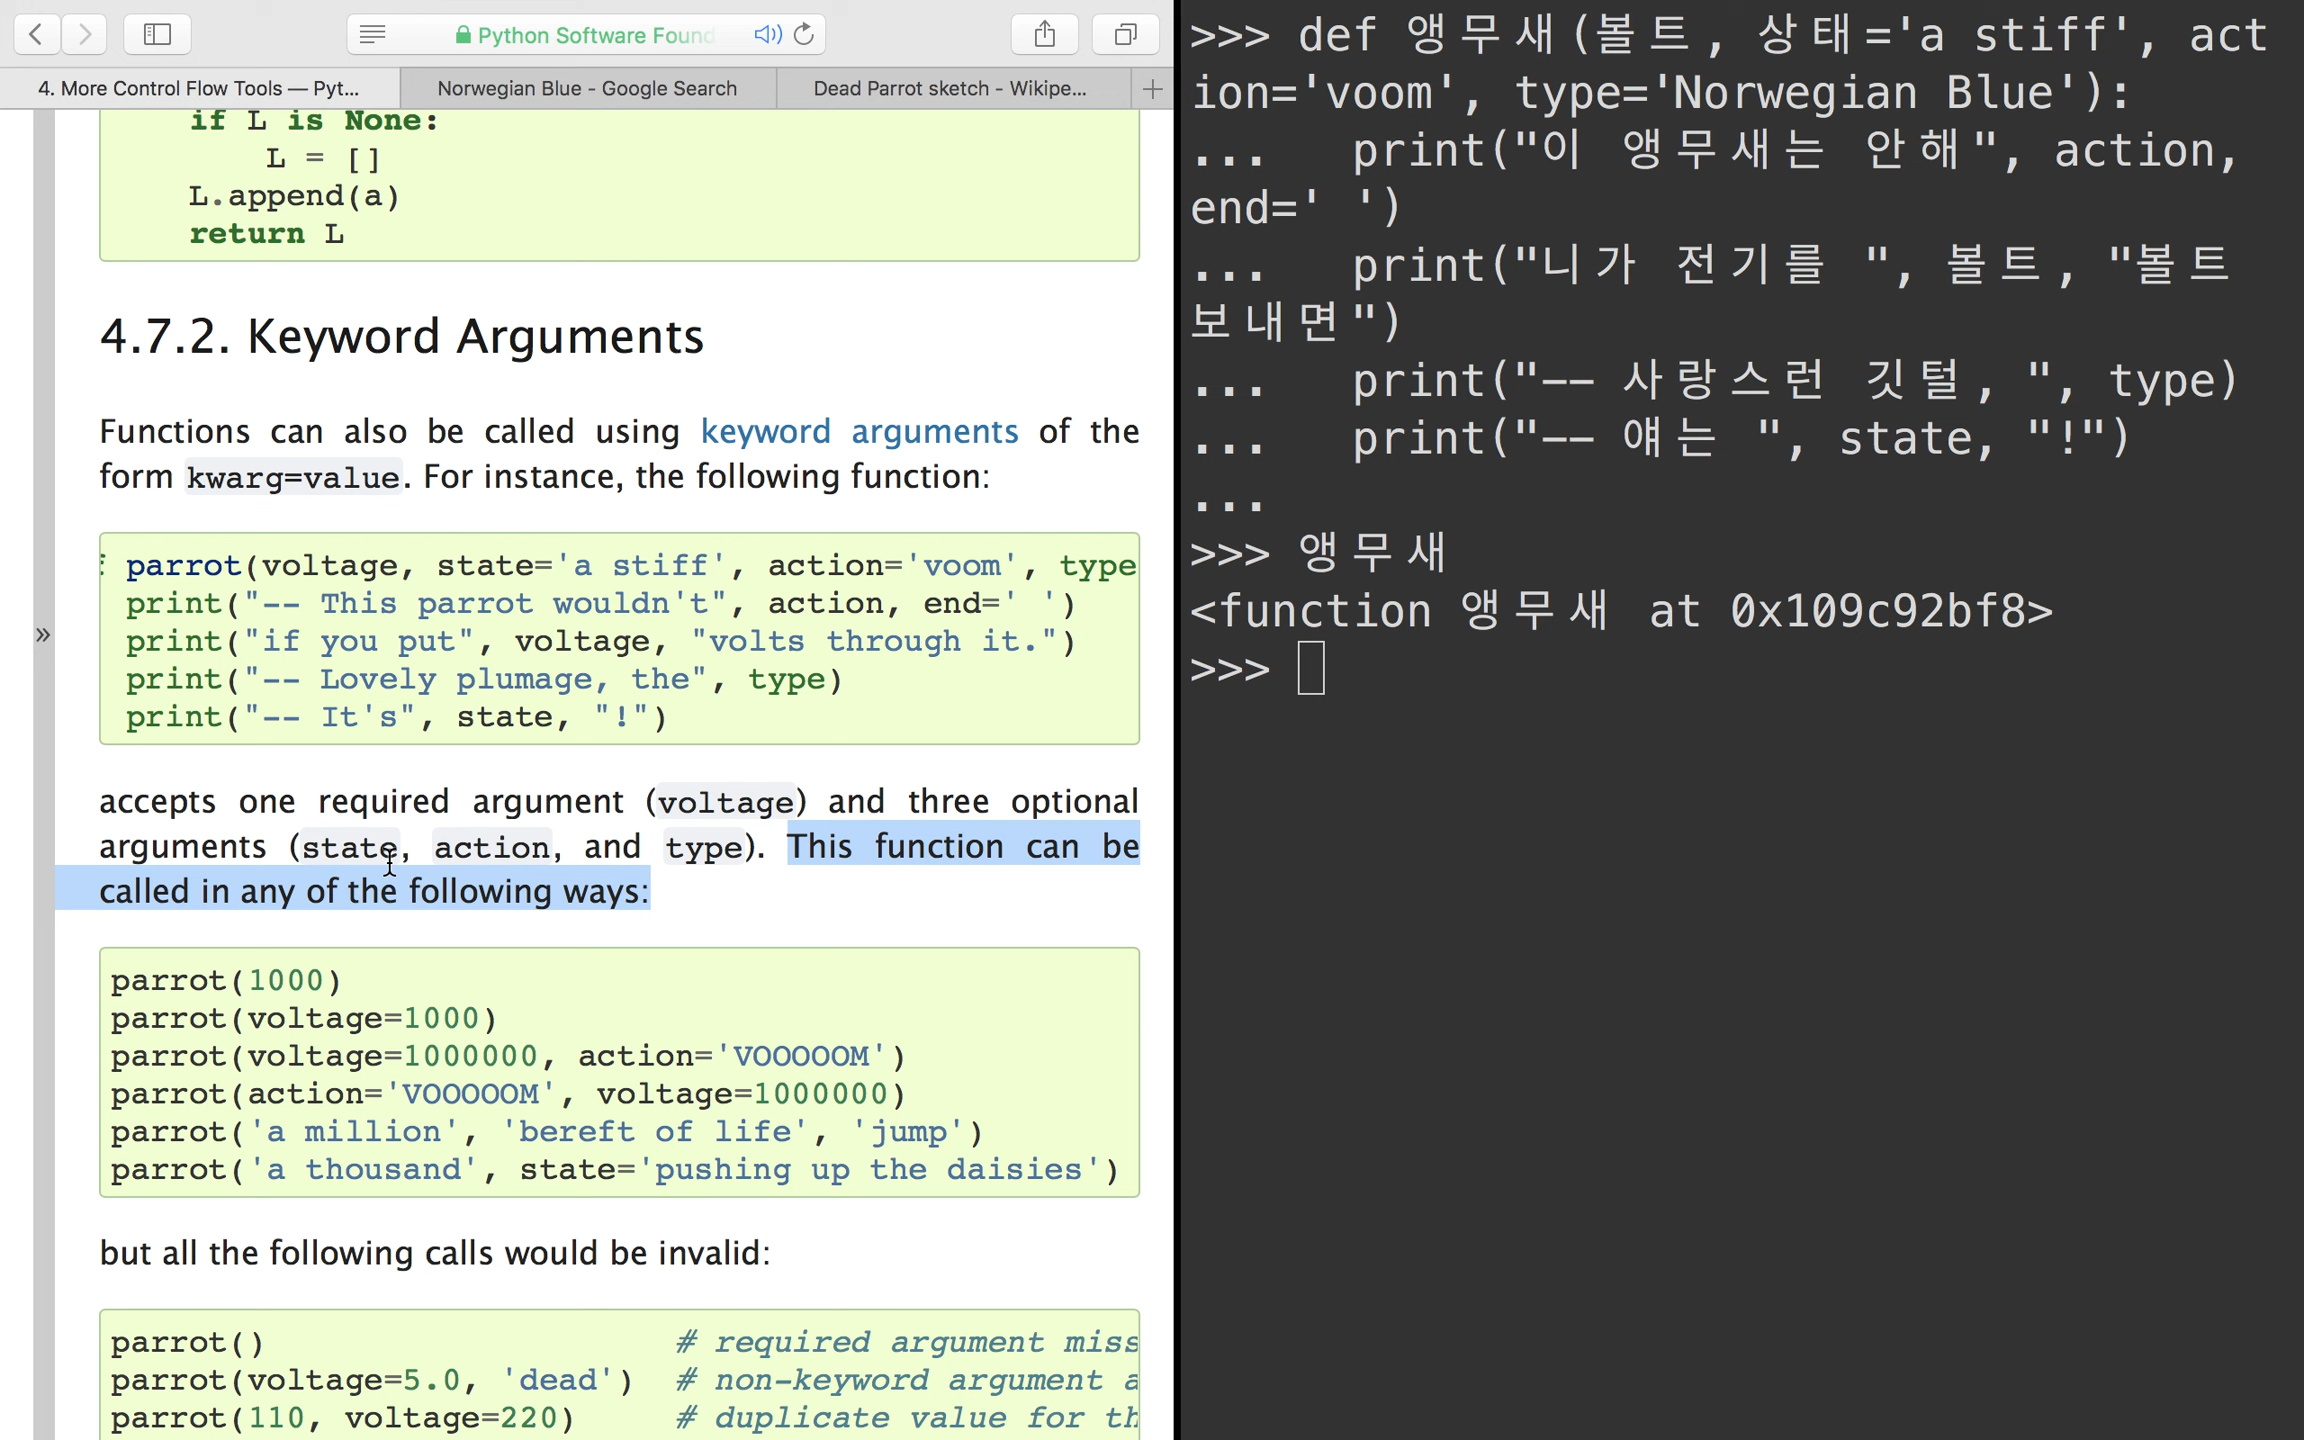 Python Software Found
4. More Control Flow Tools — Pyt...
Norwegian Blue - Google Search
Dead Parrot sketch - Wikipe...
if L is None:
L = []
L.append(a)
return L
4.7.2. Keyword Arguments
Functions can also be called using keyword arguments of the
form kwarg=value. For instance, the following function:
parrot(voltage, state='a stiff', action='voom', type
print("-- This parrot wouldn't", action, end=' ')
print("if you put", voltage, "volts through it.")
print("-- Lovely plumage, the", type)
print("-- It's", state, "!")
accepts one required argument (voltage) and three optional
arguments (state, action, and type). This function can be
called in any of the following ways:
parrot(1000)
parrot(voltage=1000)
parrot(voltage=1000000, action='VOOOOOM')
parrot(action='VOOOOOM', voltage=1000000)
parrot('a million', 'bereft of life', 'jump')
parrot('a thousand', state='pushing up the daisies')
but all the following calls would be invalid:
parrot() # required argument miss
parrot(voltage=5.0, 'dead') # non-keyword argument a
parrot(110, voltage=220) # duplicate value for th
>>> def 앵무새(볼트, 상태='a stiff', act
ion='voom', type='Norwegian Blue'):
... print("이 앵무새는 안해", action,
end=' ')
... print("니가 전기를 ", 볼트, "볼트
보내면")
... print("-- 사랑스런 깃털, ", type)
... print("-- 얘는 ", state, "!")
...
>>> 앵무새
<function 앵무새 at 0x109c92bf8>
>>>